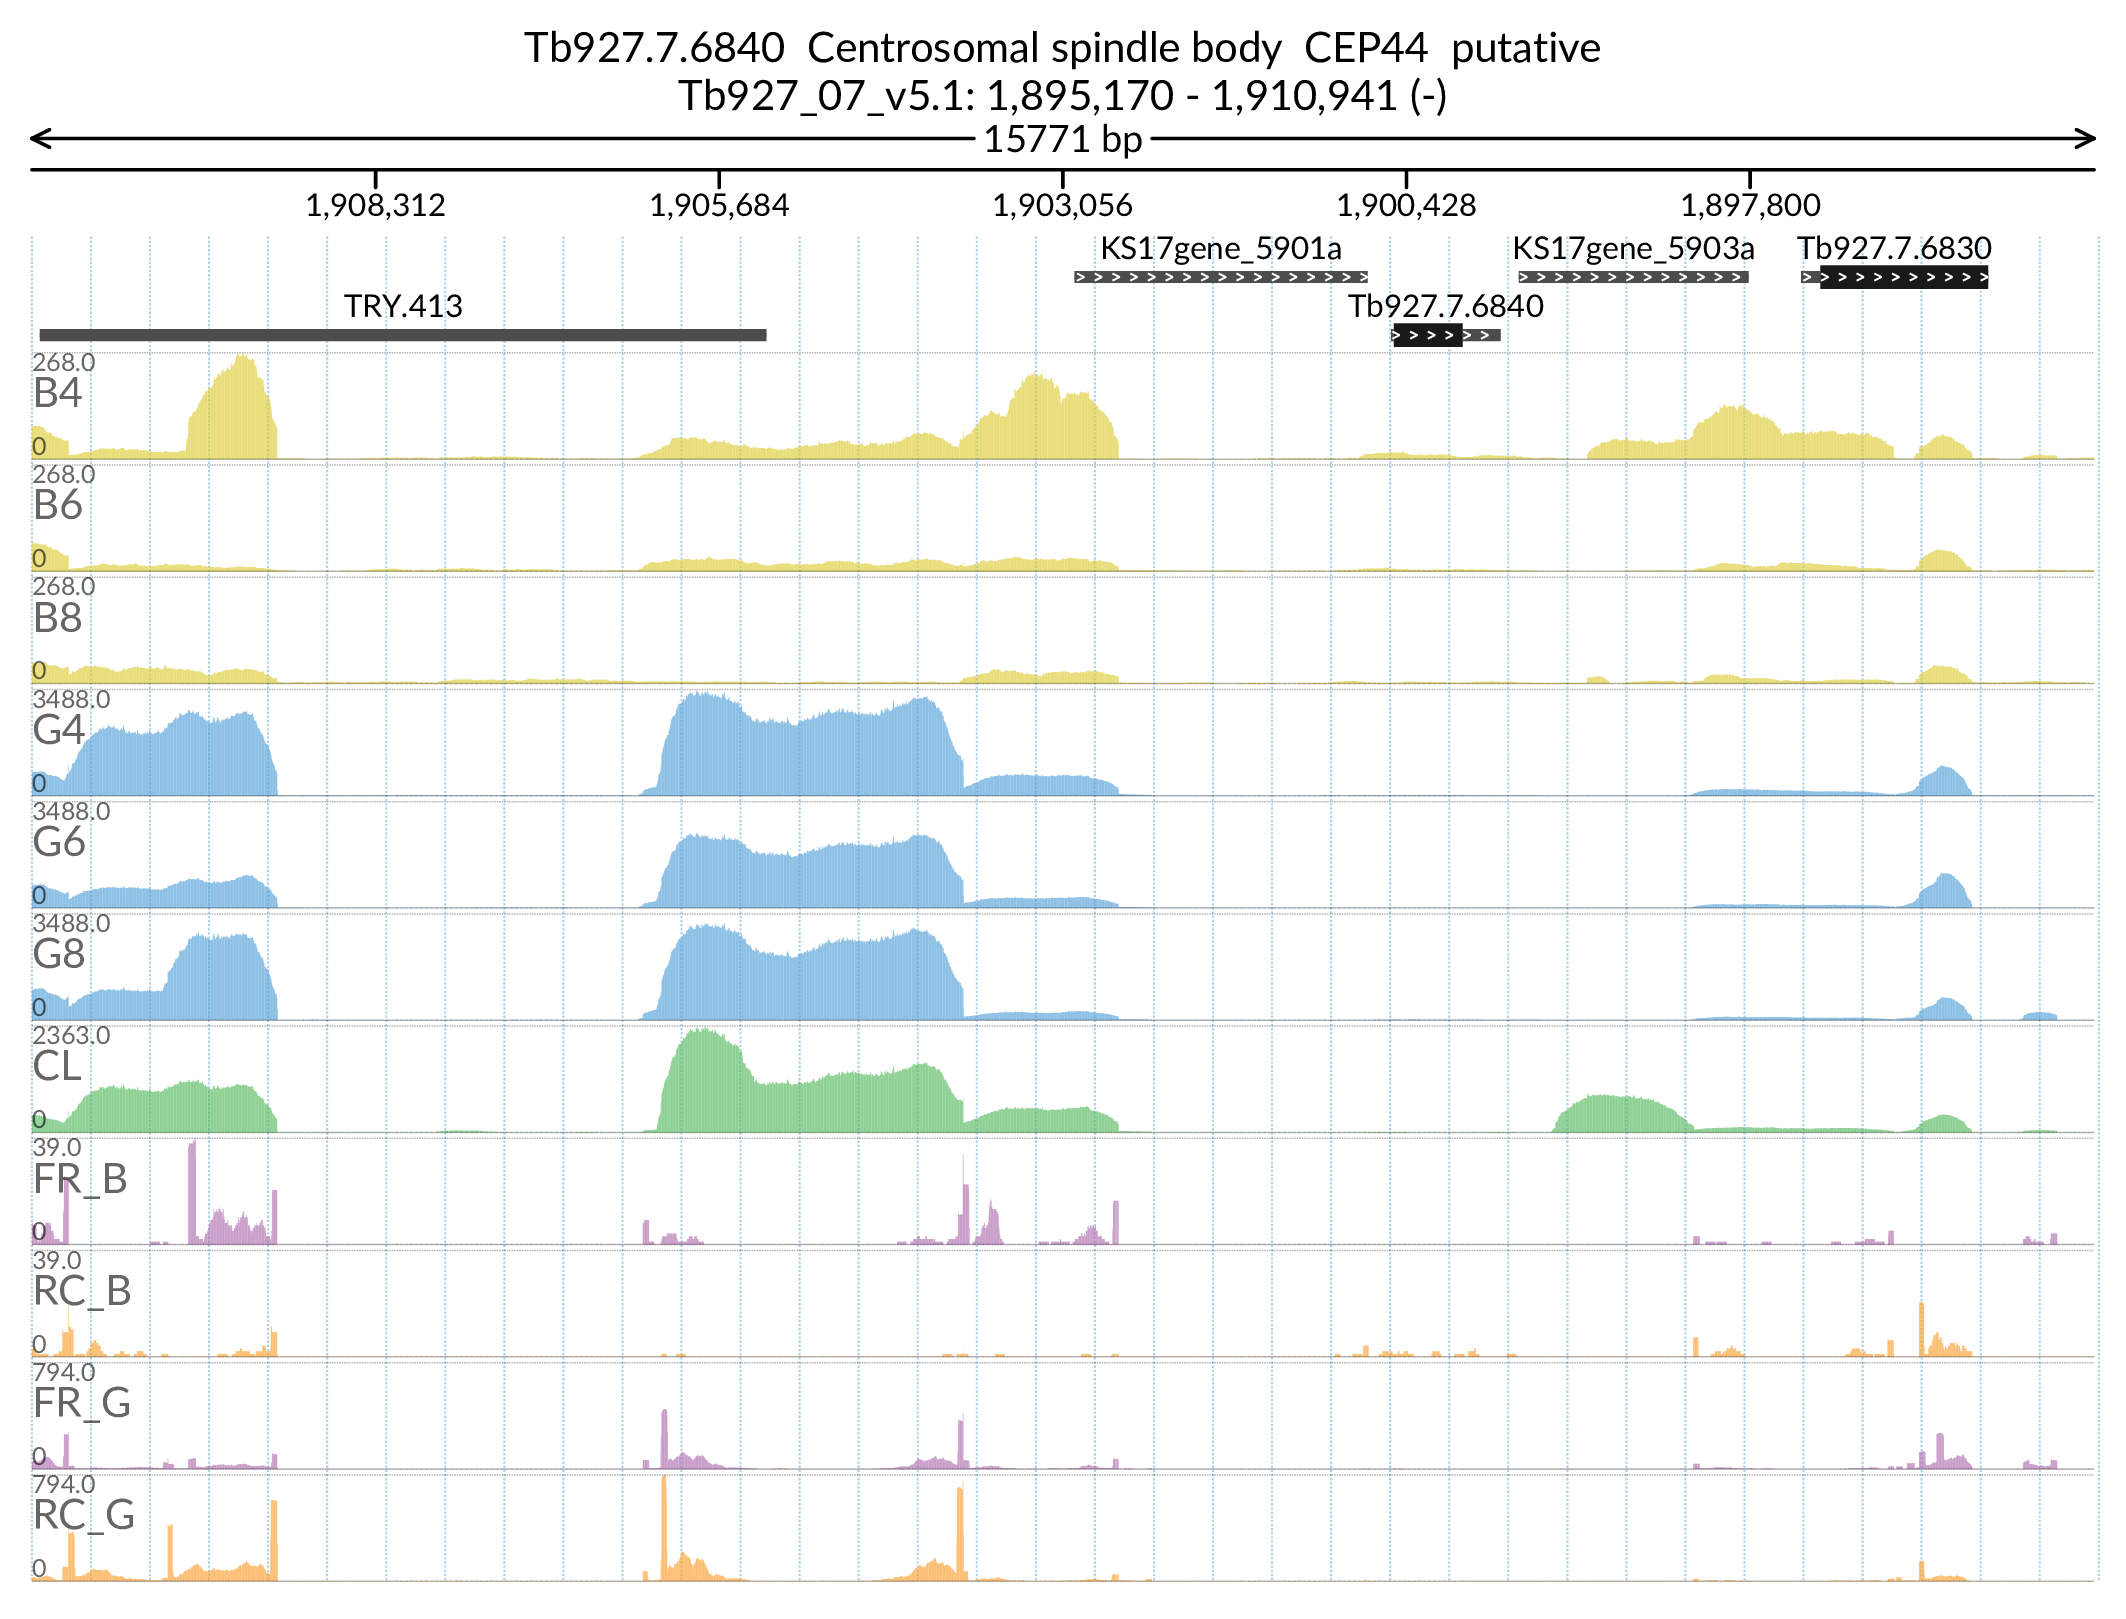 Tb927.7.6840  Centrosomal spindle body  CEP44  putative
Tb927_07_v5.1: 1,895,170 - 1,910,941 (-)
15771 bp
1,908,312 1,905,684 1,903,056 1,900,428 1,897,800
KS17gene_5901a KS17gene_5903a Tb927.7.6830
TRY.413 Tb927.7.6840
268.0
B4
0
268.0
B6
0
268.0
B8
0
3488.0
G4
0
3488.0
G6
0
3488.0
G8
0
2363.0
CL
0
39.0
FR_B
0
39.0
RC_B
0
794.0
FR_G
0
794.0
RC_G
0